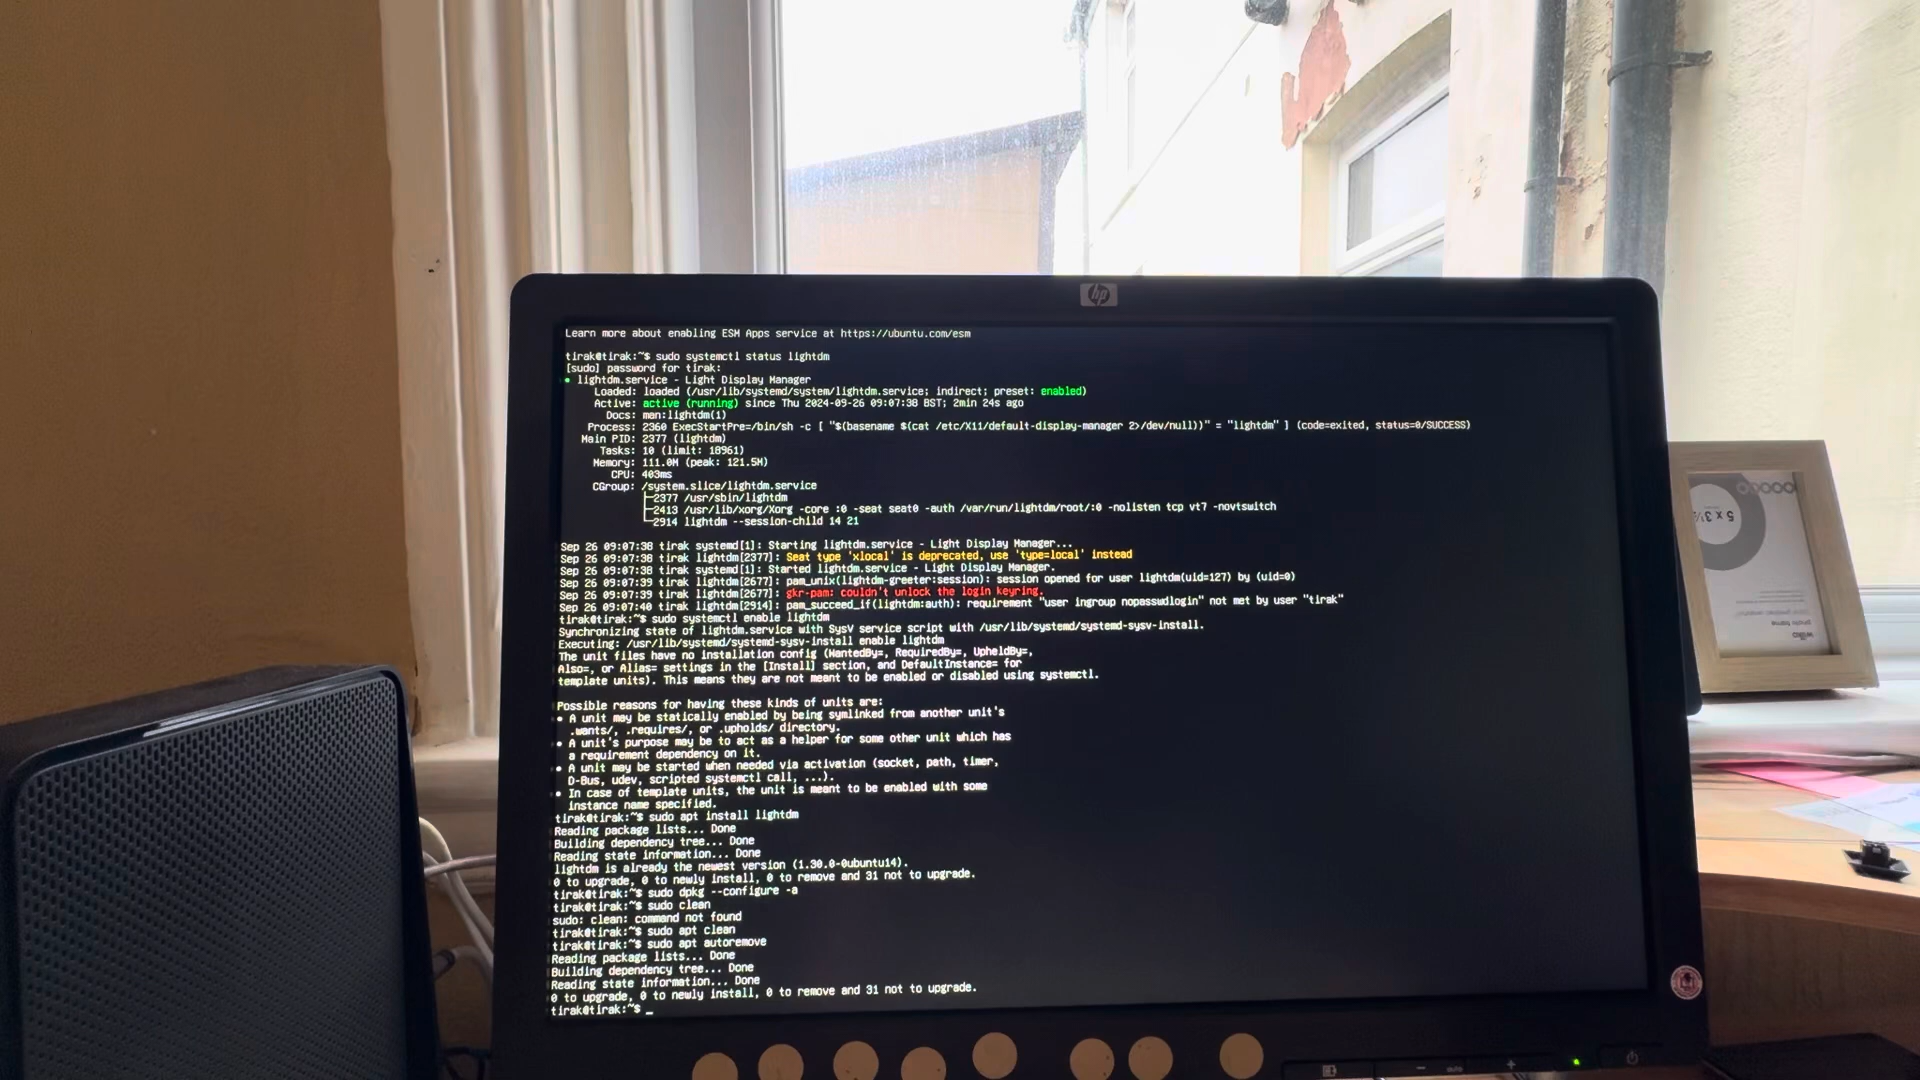 hp
Learn more about enabling ESM Apps service at https://ubuntu.com/esm
tirak@tirak:~$ sudo systemctl status lightdm
[sudo] password for tirak:
● lightdm.service - Light Display Manager
Loaded: loaded (/usr/lib/systemd/system/lightdm.service; indirect; preset: enabled)
Active: active (running) since Thu 2024-09-26 09:07:38 BST; 2min 24s ago
Docs: man:lightdm(1)
Process: 2360 ExecStartPre=/bin/sh -c [ "$(basename $(cat /etc/X11/default-display-manager 2>/dev/null))" = "lightdm" ] (code=exited, status=0/SUCCESS)
Main PID: 2377 (lightdm)
Tasks: 10 (limit: 18961)
Memory: 111.0M (peak: 121.5M)
CPU: 403ms
CGroup: /system.slice/lightdm.service
├─2377 /usr/sbin/lightdm
├─2413 /usr/lib/xorg/Xorg -core :0 -seat seat0 -auth /var/run/lightdm/root/:0 -nolisten tcp vt7 -novtswitch
└─2914 lightdm --session-child 14 21
Sep 26 09:07:38 tirak systemd[1]: Starting lightdm.service - Light Display Manager...
Sep 26 09:07:38 tirak lightdm[2377]: Seat type 'xlocal' is deprecated, use 'type=local' instead
Sep 26 09:07:38 tirak systemd[1]: Started lightdm.service - Light Display Manager.
Sep 26 09:07:39 tirak lightdm[2677]: pam_unix(lightdm-greeter:session): session opened for user lightdm(uid=127) by (uid=0)
Sep 26 09:07:39 tirak lightdm[2677]: gkr-pam: couldn't unlock the login keyring.
Sep 26 09:07:40 tirak lightdm[2914]: pam_succeed_if(lightdm:auth): requirement "user ingroup nopasswdlogin" not met by user "tirak"
tirak@tirak:~$ sudo systemctl enable lightdm
Synchronizing state of lightdm.service with SysV service script with /usr/lib/systemd/systemd-sysv-install.
Executing: /usr/lib/systemd/systemd-sysv-install enable lightdm
The unit files have no installation config (WantedBy=, RequiredBy=, UpheldBy=,
Also=, or Alias= settings in the [Install] section, and DefaultInstance= for
template units). This means they are not meant to be enabled or disabled using systemctl.
Possible reasons for having these kinds of units are:
• A unit may be statically enabled by being symlinked from another unit's
.wants/, .requires/, or .upholds/ directory.
• A unit's purpose may be to act as a helper for some other unit which has
a requirement dependency on it.
• A unit may be started when needed via activation (socket, path, timer,
D-Bus, udev, scripted systemctl call, ...).
• In case of template units, the unit is meant to be enabled with some
instance name specified.
tirak@tirak:~$ sudo apt install lightdm
Reading package lists... Done
Building dependency tree... Done
Reading state information... Done
lightdm is already the newest version (1.30.0-0ubuntu14).
0 to upgrade, 0 to newly install, 0 to remove and 31 not to upgrade.
tirak@tirak:~$ sudo dpkg --configure -a
tirak@tirak:~$ sudo clean
sudo: clean: command not found
tirak@tirak:~$ sudo apt clean
tirak@tirak:~$ sudo apt autoremove
Reading package lists... Done
Building dependency tree... Done
Reading state information... Done
0 to upgrade, 0 to newly install, 0 to remove and 31 not to upgrade.
tirak@tirak:~$ _
5 x 3½
photo frame
wilko
auto